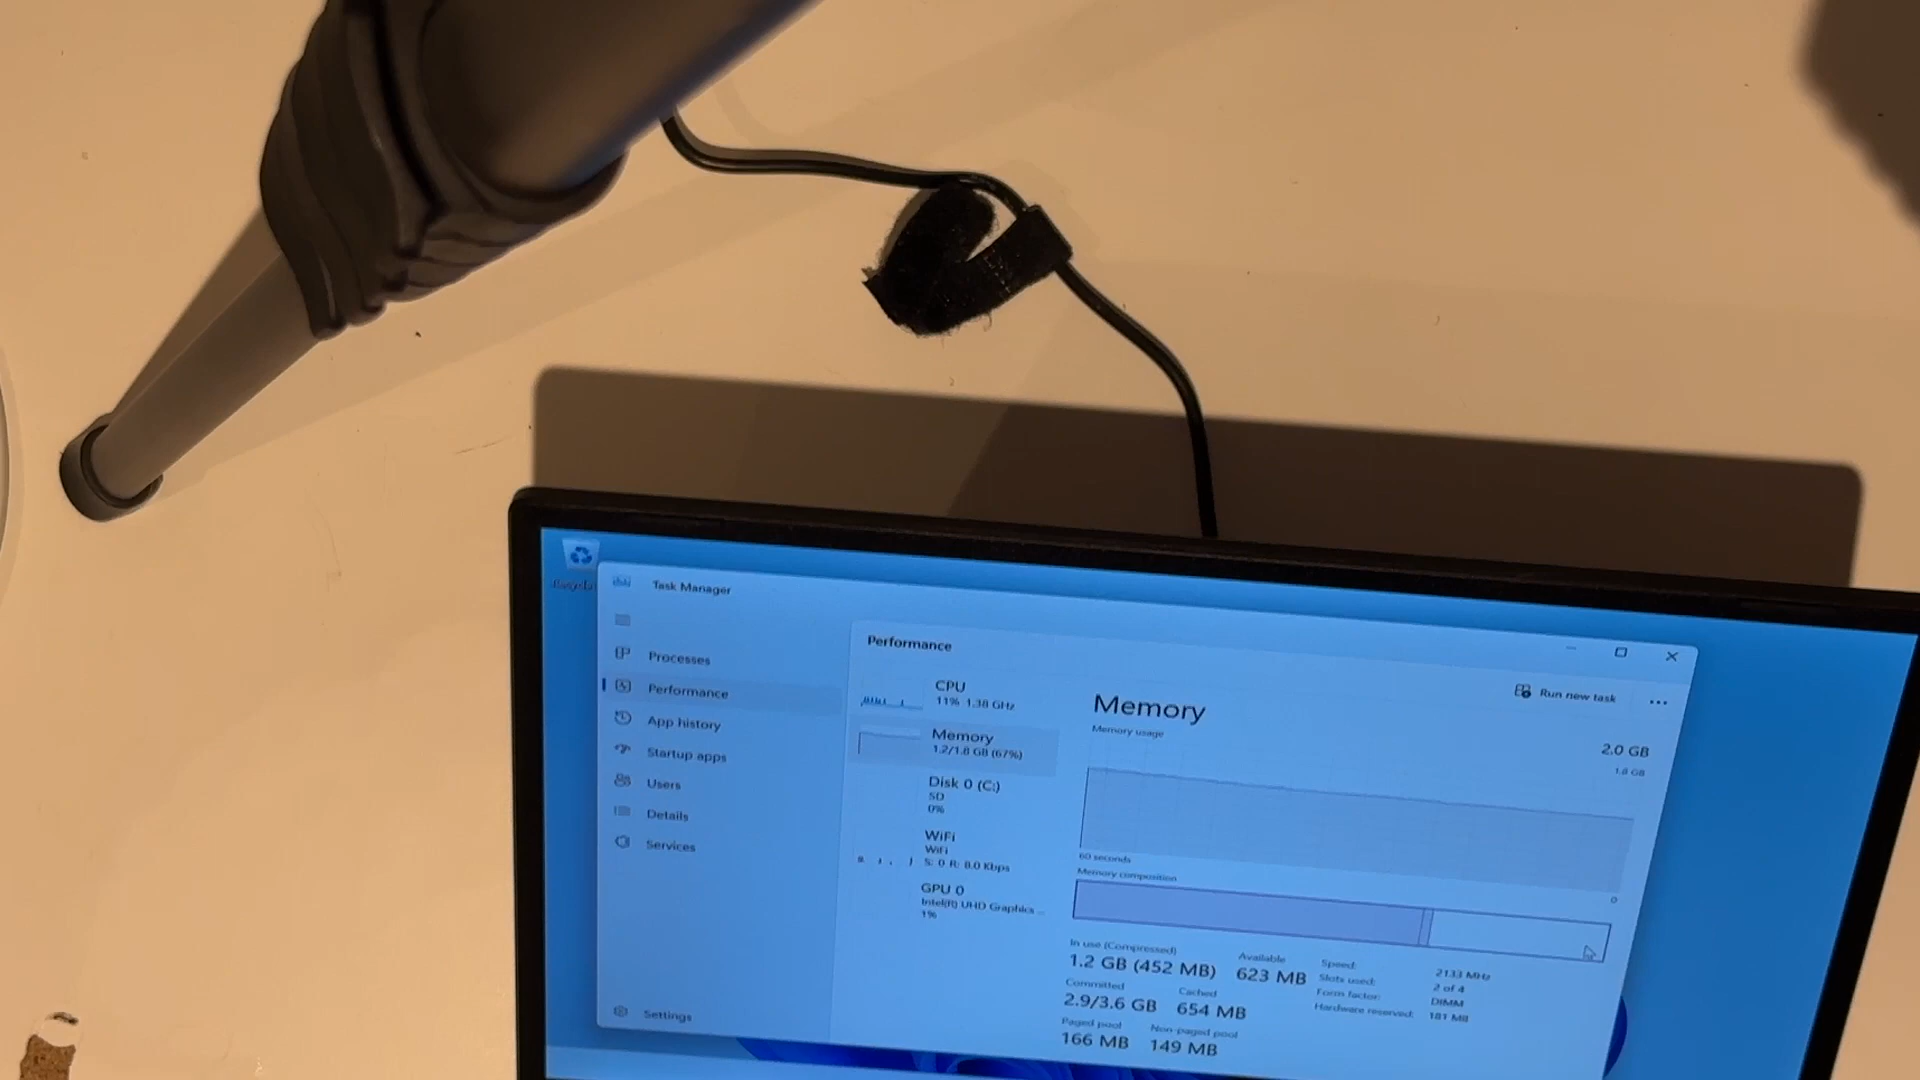 Task Manager
Processes
Performance
App history
Startup apps
Users
Details
Services
Settings
Performance
Run new task
CPU
11% 1.38 GHz
Memory
1.2/1.8 GB (67%)
Disk 0 (C:)
SD
0%
WiFi
WiFi
S: 0 R: 8.0 Kbps
GPU 0
Intel(R) UHD Graphics ...
1%
Memory
2.0 GB
Memory usage
1.8 GB
60 seconds
0
Memory composition
In use (Compressed)
1.2 GB (452 MB)
Available
623 MB
Committed
2.9/3.6 GB
Cached
654 MB
Paged pool
166 MB
Non-paged pool
149 MB
Speed: 2133 MHz
Slots used: 2 of 4
Form factor: DIMM
Hardware reserved: 181 MB